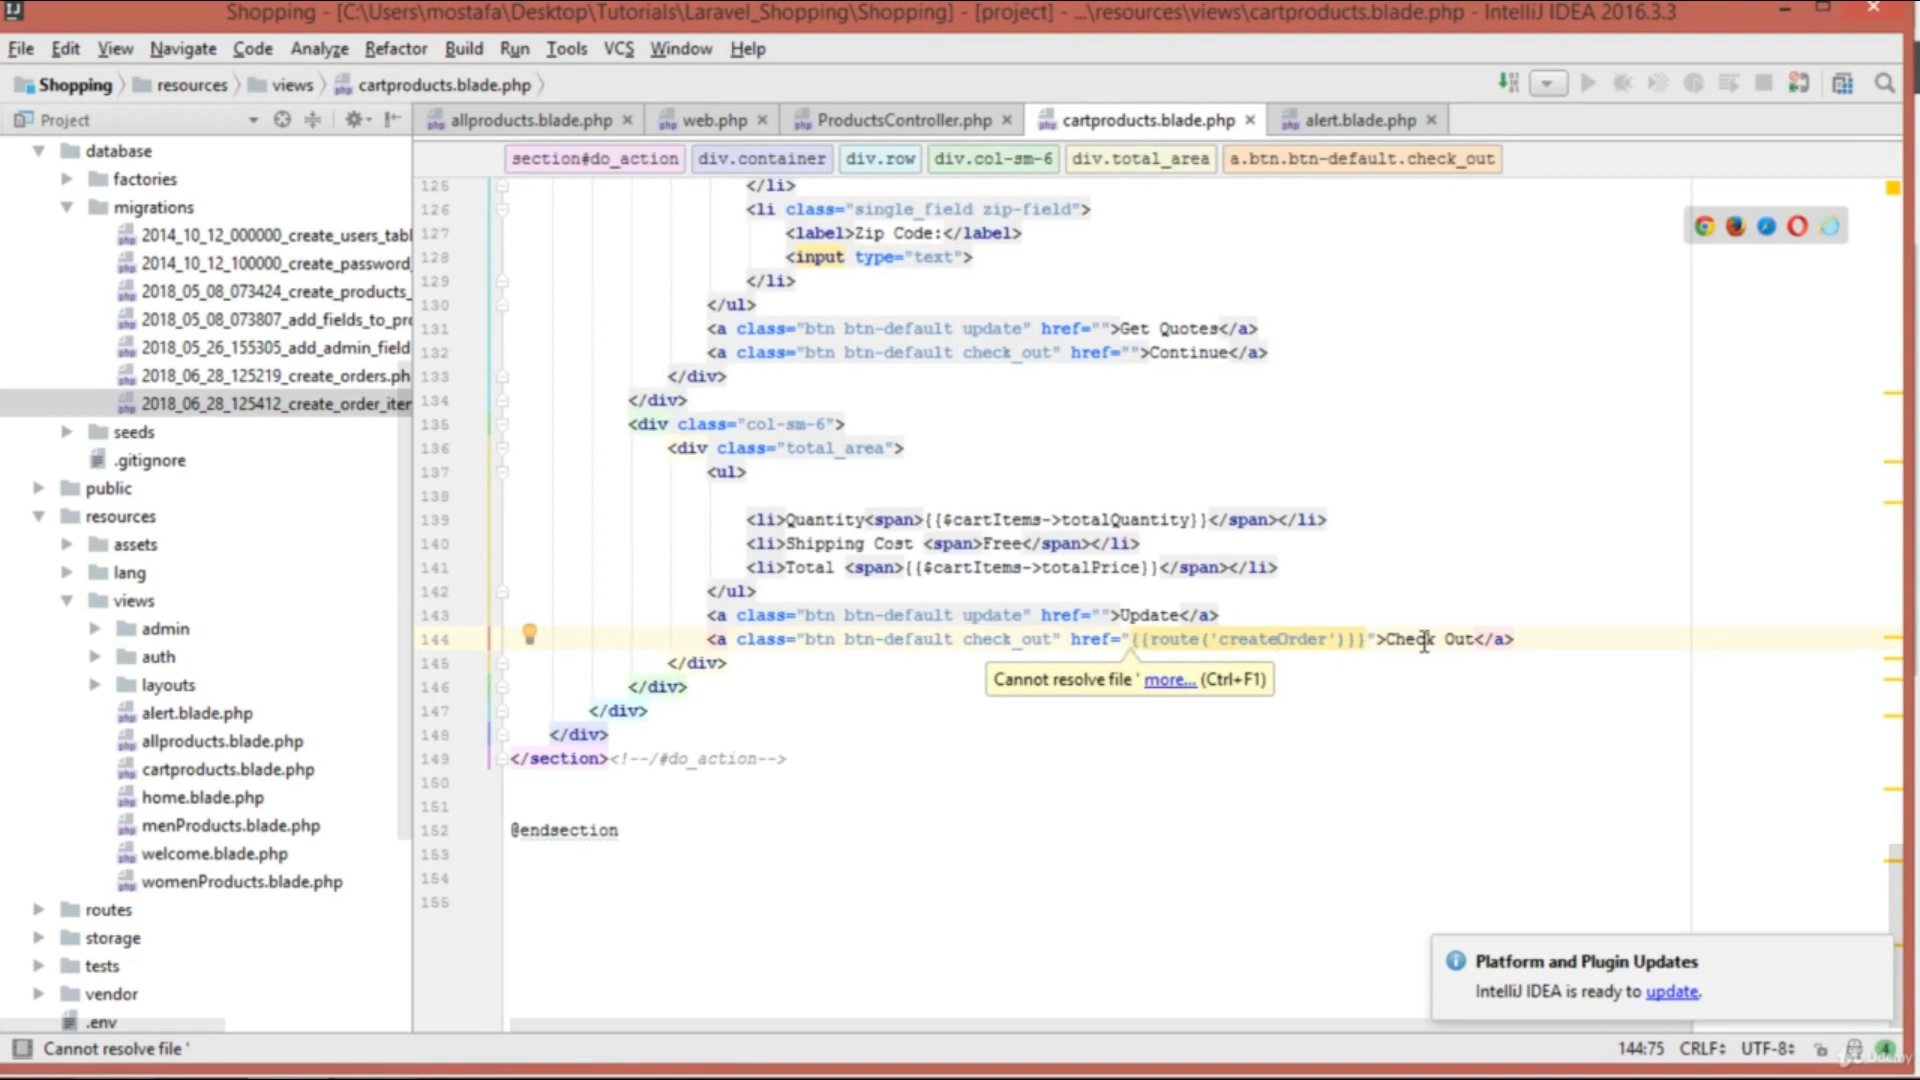 Shopping - [C:\Users\mostafa\Desktop\Tutorials\Laravel_Shopping\Shopping] - [project] - ...\resources\views\cartproducts.blade.php - IntelliJ IDEA 2016.3.3
File Edit View Navigate Code Analyze Refactor Build Run Tools VCS Window Help
Shopping resources views cartproducts.blade.php
Project
allproducts.blade.php web.php ProductsController.php cartproducts.blade.php alert.blade.php
section#do_action div.container div.row div.col-sm-6 div.total_area a.btn.btn-default.check_out
database
factories
migrations
2014_10_12_000000_create_users_tabl
2014_10_12_100000_create_password_
2018_05_08_073424_create_products_
2018_05_08_073807_add_fields_to_pro
2018_05_26_155305_add_admin_field
2018_06_28_125219_create_orders.ph
2018_06_28_125412_create_order_iter
seeds
.gitignore
public
resources
assets
lang
views
admin
auth
layouts
alert.blade.php
allproducts.blade.php
cartproducts.blade.php
home.blade.php
menProducts.blade.php
welcome.blade.php
womenProducts.blade.php
routes
storage
tests
vendor
.env
125 </li>
126 <li class="single_field zip-field">
127 <label>Zip Code:</label>
128 <input type="text">
129 </li>
130 </ul>
131 <a class="btn btn-default update" href="">Get Quotes</a>
132 <a class="btn btn-default check_out" href="">Continue</a>
133 </div>
134 </div>
135 <div class="col-sm-6">
136 <div class="total_area">
137 <ul>
138
139 <li>Quantity<span>{{$cartItems->totalQuantity}}</span></li>
140 <li>Shipping Cost <span>Free</span></li>
141 <li>Total <span>{{$cartItems->totalPrice}}</span></li>
142 </ul>
143 <a class="btn btn-default update" href="">Update</a>
144 <a class="btn btn-default check_out" href="{{route('createOrder')}}">Check Out</a>
145 </div>
Cannot resolve file ' more... (Ctrl+F1)
146 </div>
147 </div>
148 </div>
149 </section><!--/#do_action-->
150
151
152 @endsection
153
154
155
Platform and Plugin Updates
IntelliJ IDEA is ready to update.
Cannot resolve file '
144:75 CRLF UTF-8 4